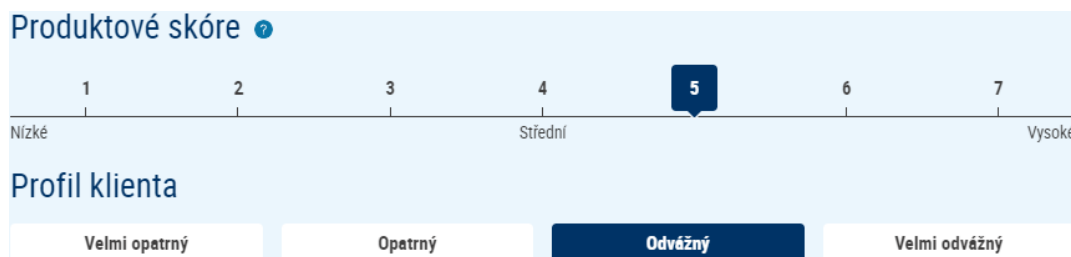 Produktové skóre ?
1 2 3 4 5 6 7
Nízké Střední Vysoké
Profil klienta
Velmi opatrný Opatrný Odvážný Velmi odvážný